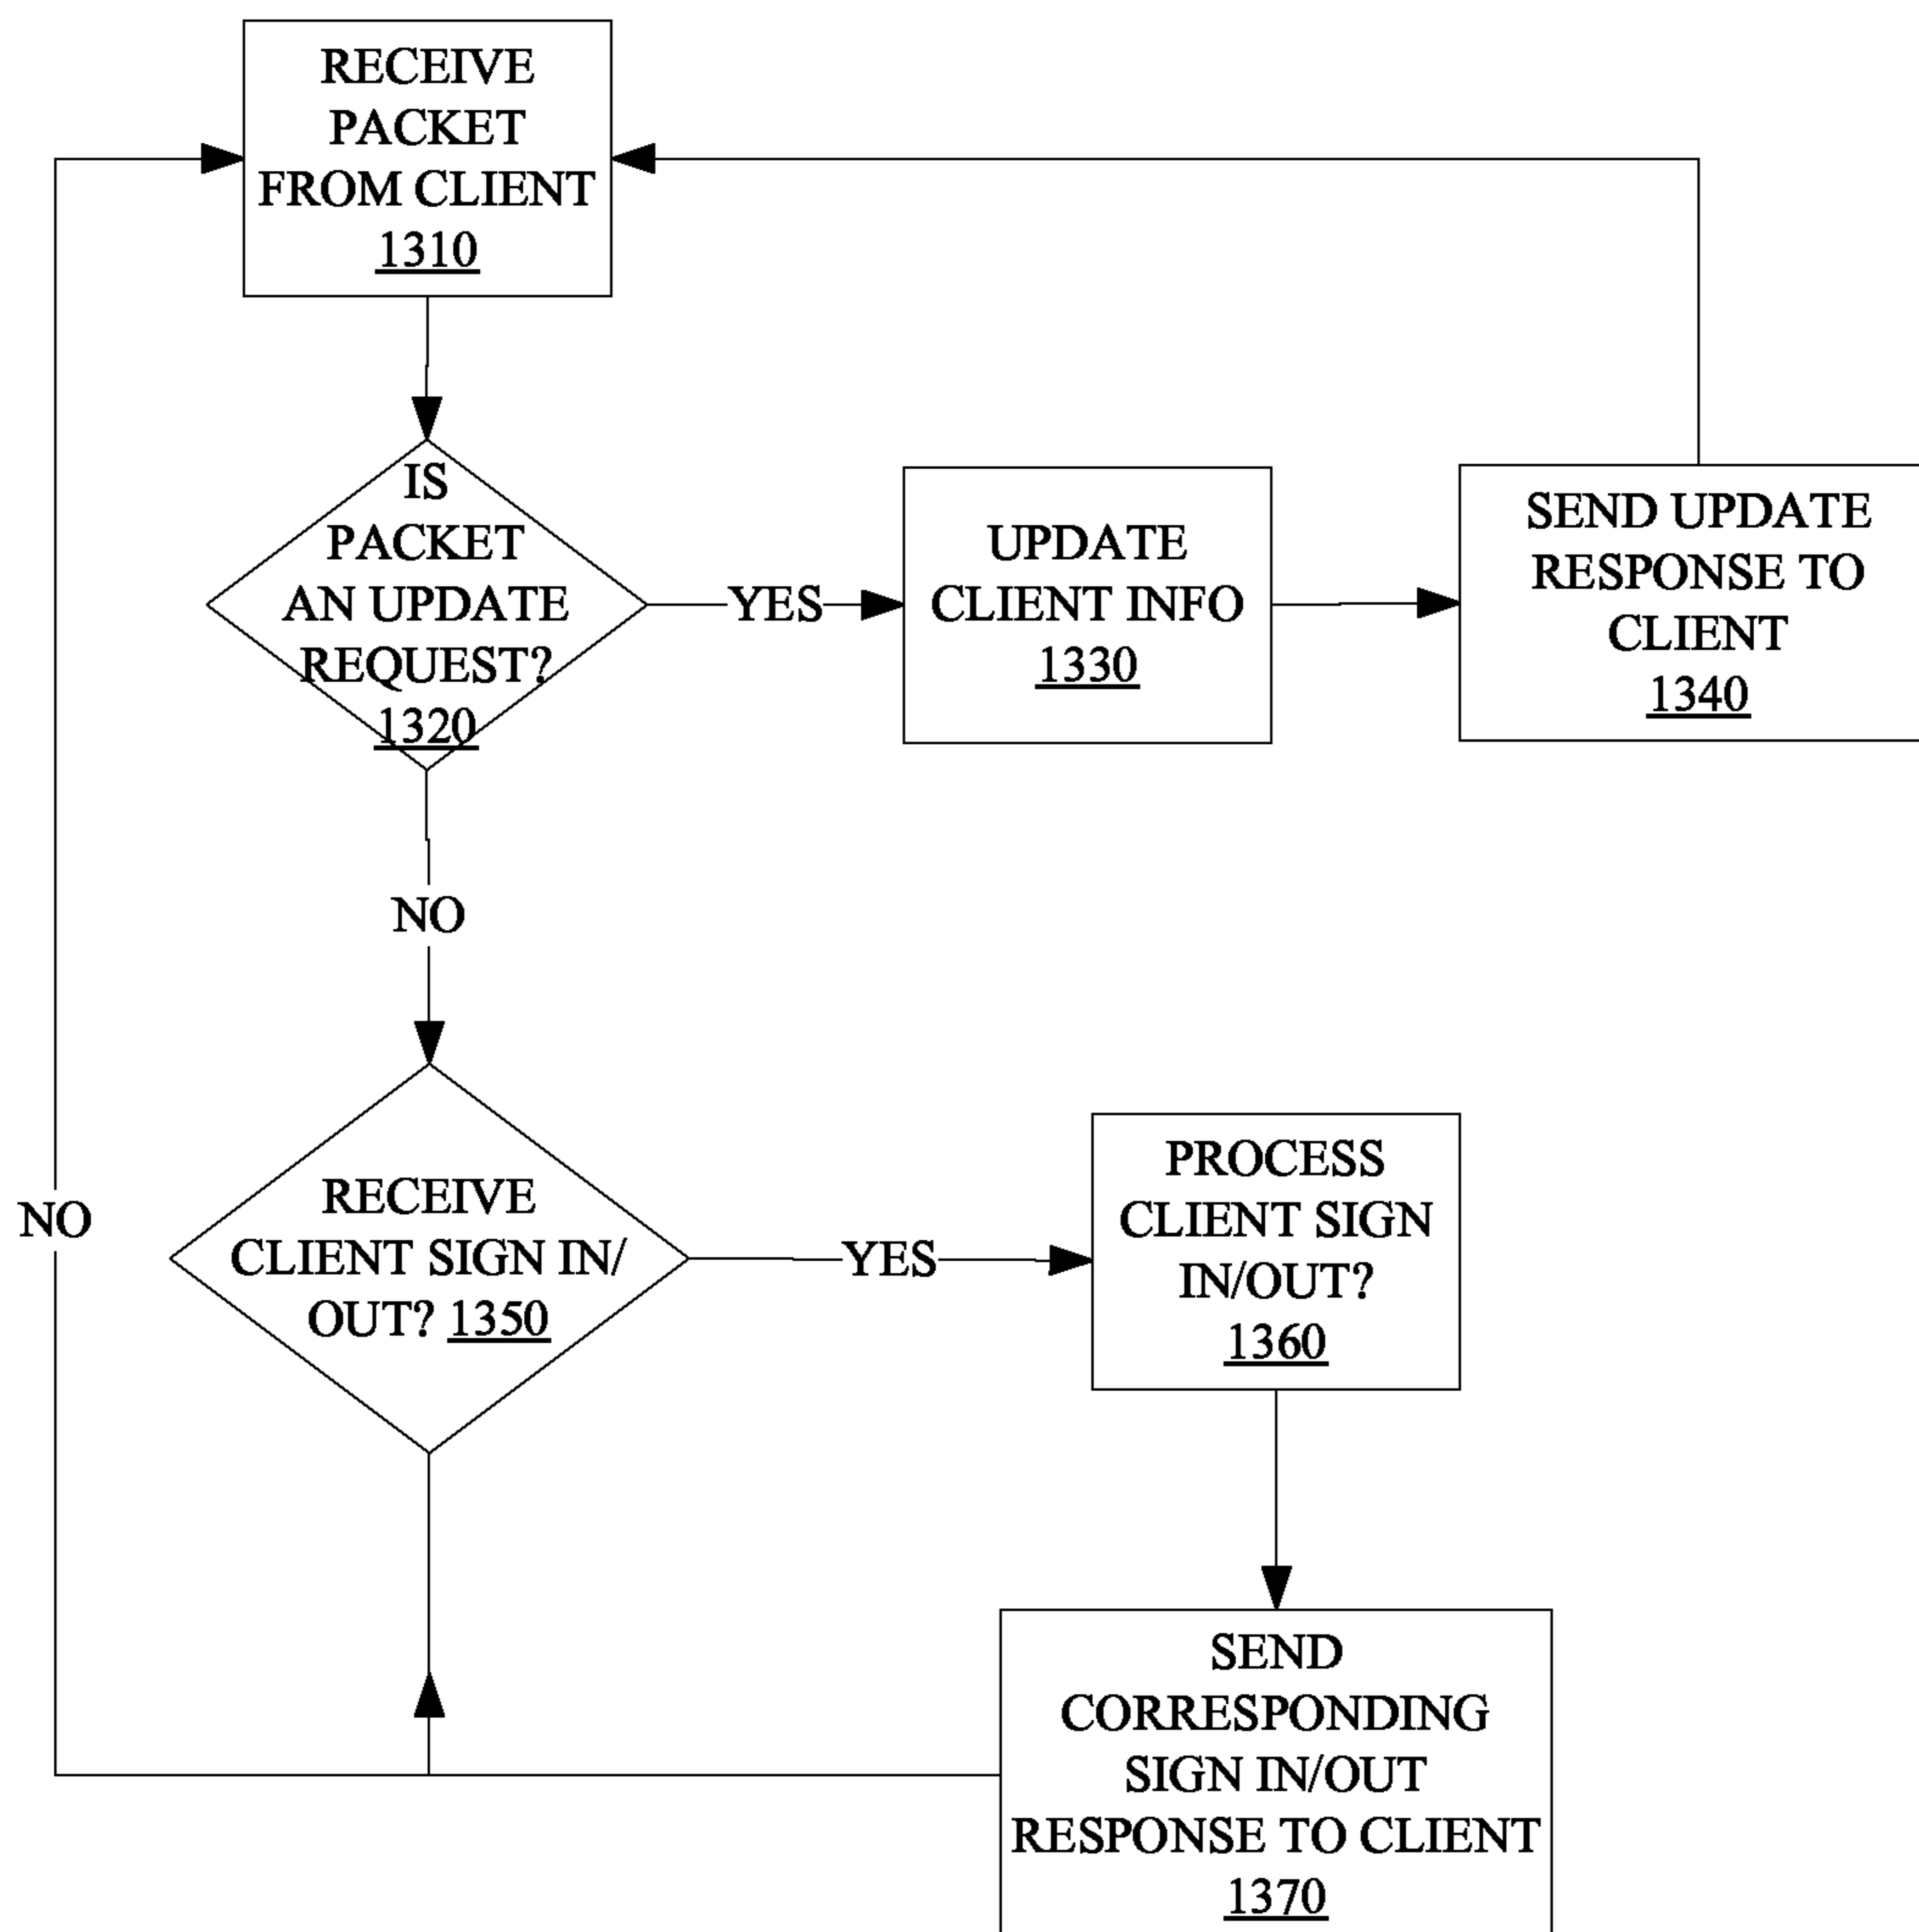 RECEIVE
PACKET
FROM CLIENT
1310
IS
PACKET
AN UPDATE
REQUEST?
1320
YES
UPDATE
CLIENT INFO
1330
SEND UPDATE
RESPONSE TO
CLIENT
1340
NO
RECEIVE
CLIENT SIGN IN/
OUT? 1350
YES
PROCESS
CLIENT SIGN
IN/OUT?
1360
NO
SEND
CORRESPONDING
SIGN IN/OUT
RESPONSE TO CLIENT
1370